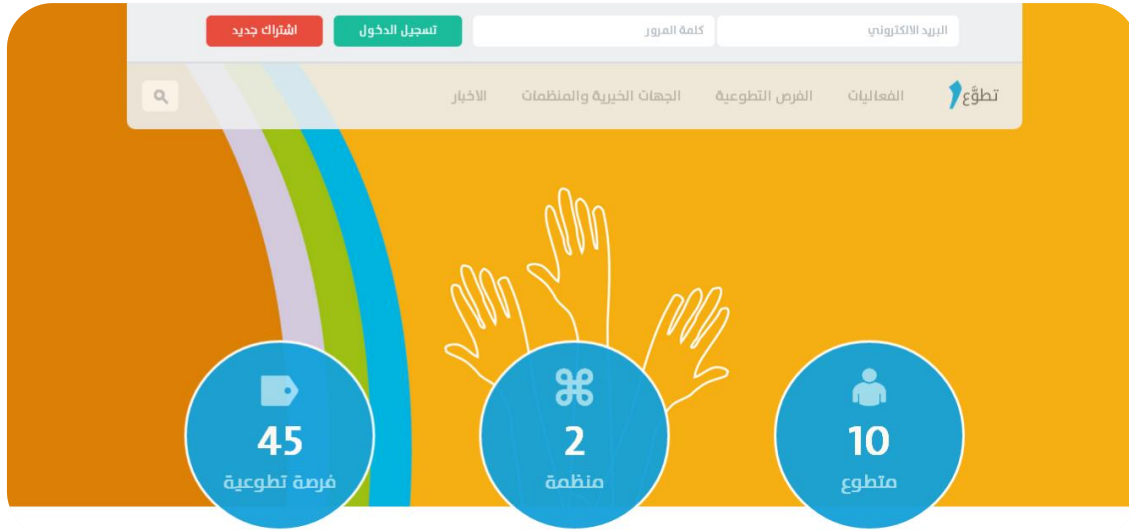 البريد الالكتروني كلمة المرور تسجيل الدخول اشتراك جديد
تطوَّع الفعاليات الفرص التطوعية الجهات الخيرية والمنظمات الاخبار
10 2 45
متطوع منظمة فرصة تطوعية